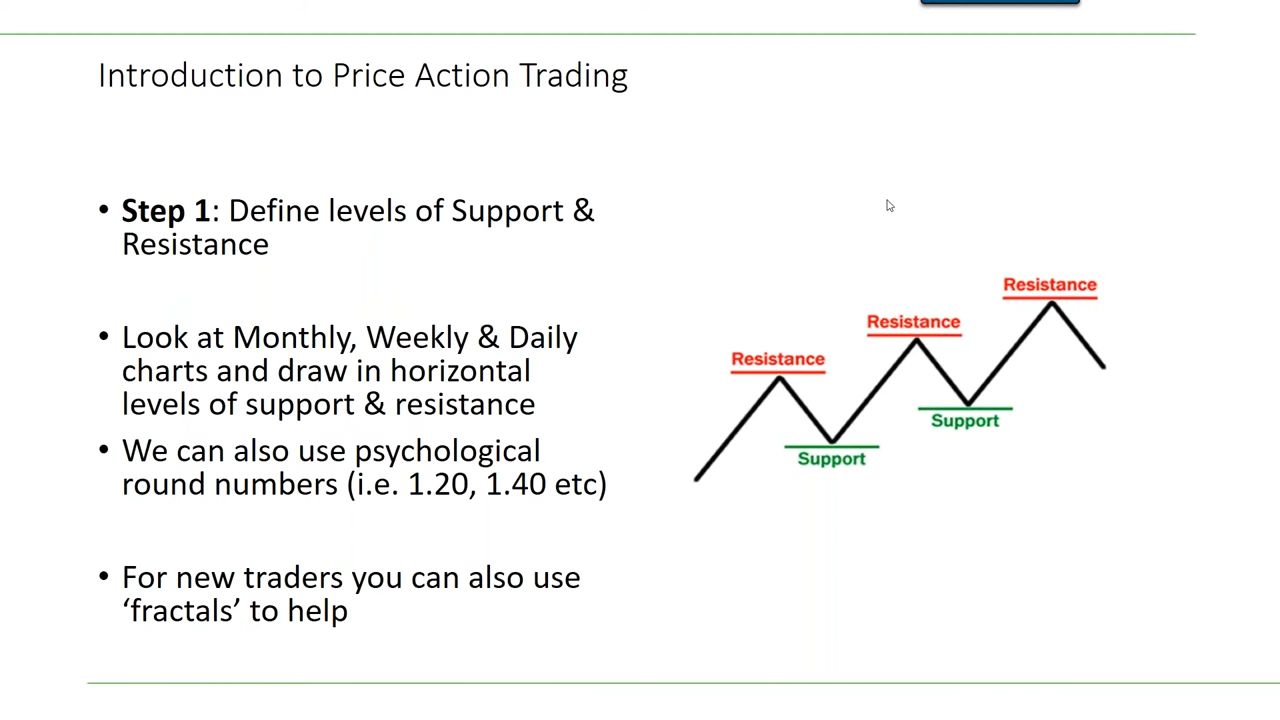 Introduction to Price Action Trading
• Step 1: Define levels of Support &
Resistance
• Look at Monthly, Weekly & Daily
charts and draw in horizontal
levels of support & resistance
• We can also use psychological
round numbers (i.e. 1.20, 1.40 etc)
• For new traders you can also use
‘fractals’ to help
Resistance
Resistance
Resistance
Support
Support